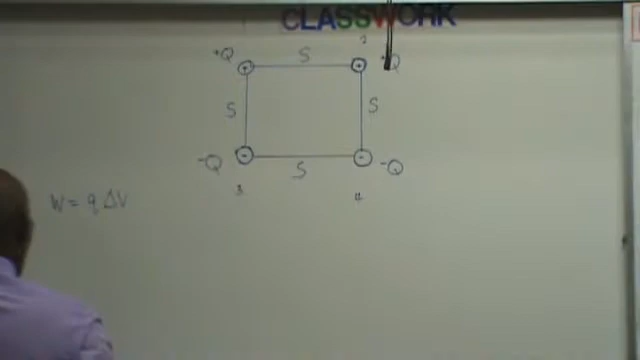 CLASSWORK
+Q S 2 +Q
S S
-Q S -Q
3 4
W = q ΔV